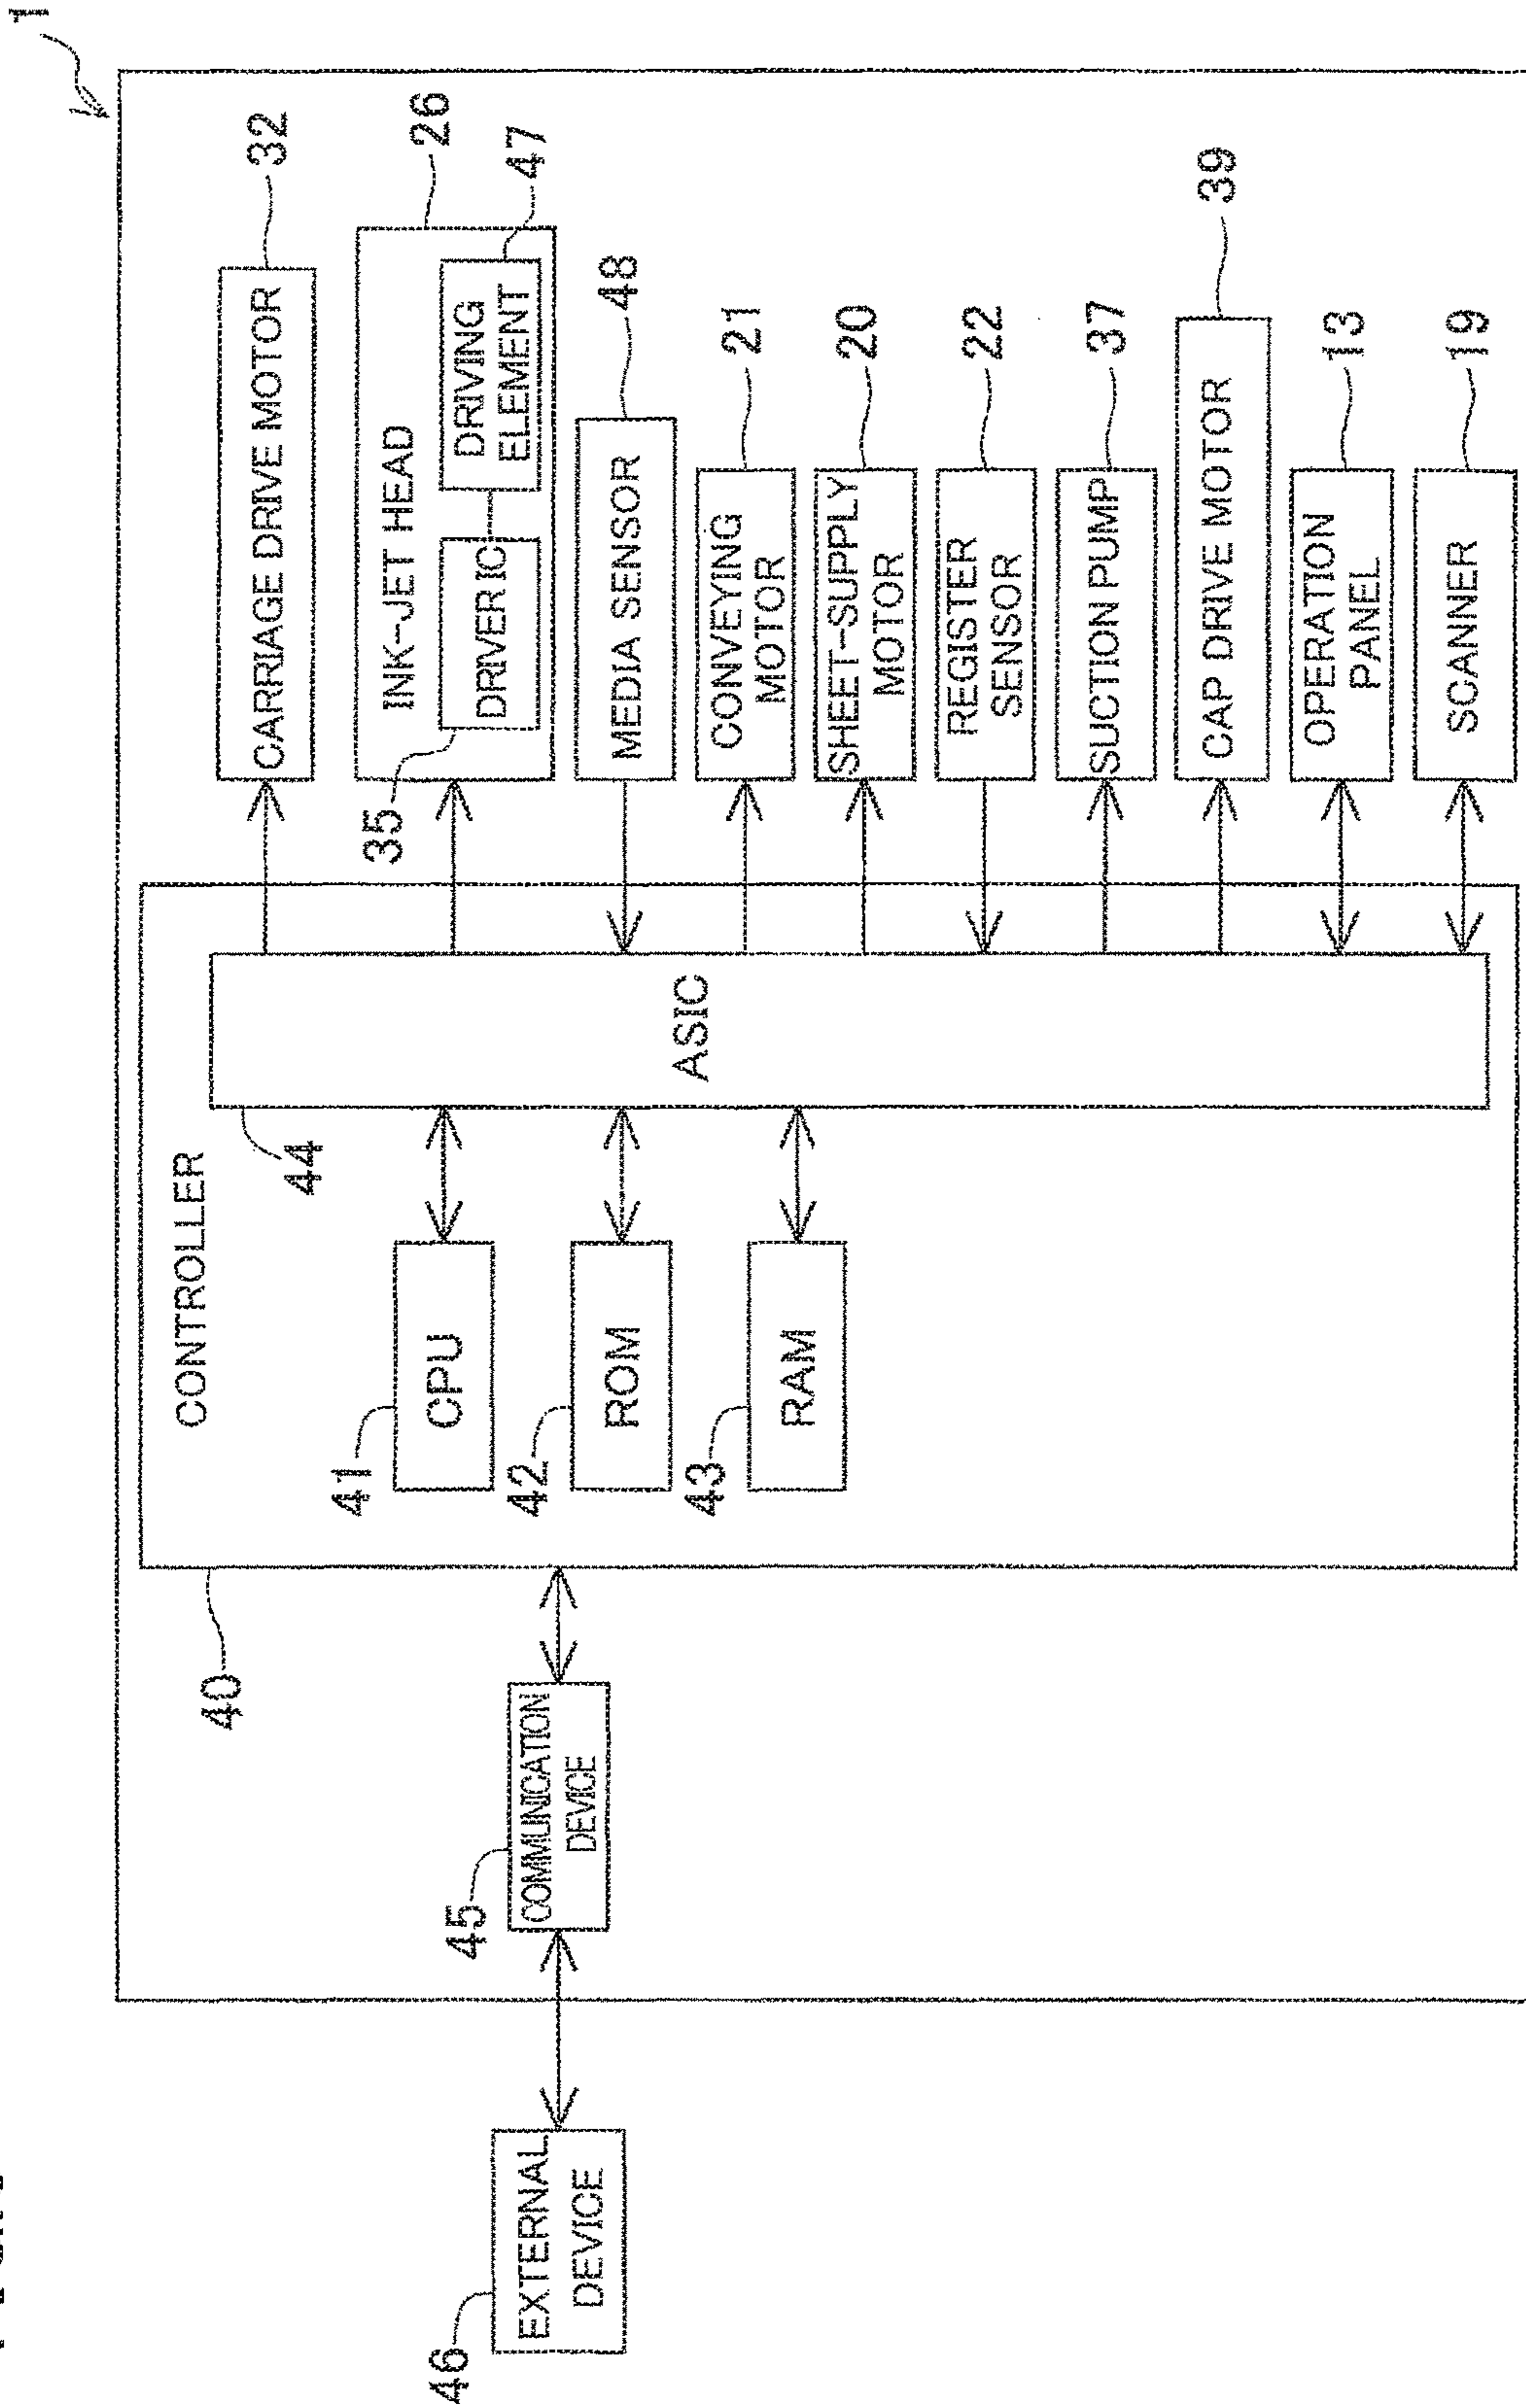 1
CONTROLLER
40
44
ASIC
41
CPU
42
ROM
43
RAM
45
COMMUNICATION
DEVICE
46
EXTERNAL
DEVICE
CARRIAGE DRIVE MOTOR
32
INK-JET HEAD
26
35
DRIVER IC
DRIVING
ELEMENT
47
MEDIA SENSOR
48
CONVEYING
MOTOR
21
SHEET-SUPPLY
MOTOR
20
REGISTER
SENSOR
22
SUCTION PUMP
37
CAP DRIVE MOTOR
39
OPERATION
PANEL
13
SCANNER
19